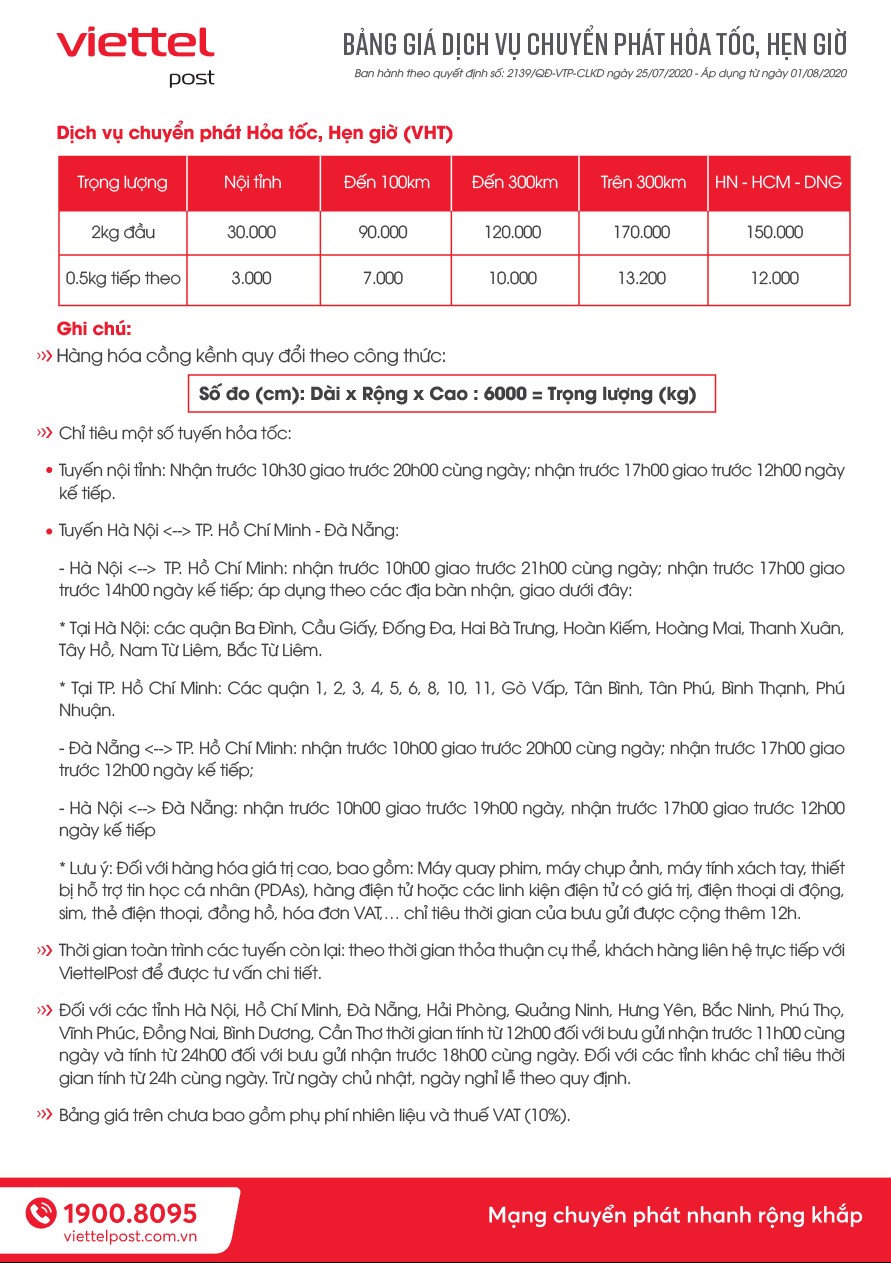 viettel
post
BẢNG GIÁ DỊCH VỤ CHUYỂN PHÁT HỎA TỐC, HẸN GIỜ
Ban hành theo quyết định số: 2139/QĐ-VTP-CLKD ngày 25/07/2020 - Áp dụng từ ngày 01/08/2020
Dịch vụ chuyển phát Hỏa tốc, Hẹn giờ (VHT)
Trọng lượng Nội tỉnh Đến 100km Đến 300km Trên 300km HN - HCM - DNG
2kg đầu 30.000 90.000 120.000 170.000 150.000
0.5kg tiếp theo 3.000 7.000 10.000 13.200 12.000
Ghi chú:
Hàng hóa cồng kềnh quy đổi theo công thức:
Số đo (cm): Dài x Rộng x Cao : 6000 = Trọng lượng (kg)
Chỉ tiêu một số tuyến hỏa tốc:
• Tuyến nội tỉnh: Nhận trước 10h30 giao trước 20h00 cùng ngày; nhận trước 17h00 giao trước 12h00 ngày
kế tiếp.
• Tuyến Hà Nội <--> TP. Hồ Chí Minh - Đà Nẵng:
- Hà Nội <--> TP. Hồ Chí Minh: nhận trước 10h00 giao trước 21h00 cùng ngày; nhận trước 17h00 giao
trước 14h00 ngày kế tiếp; áp dụng theo các địa bàn nhận, giao dưới đây:
* Tại Hà Nội: các quận Ba Đình, Cầu Giấy, Đống Đa, Hai Bà Trưng, Hoàn Kiếm, Hoàng Mai, Thanh Xuân,
Tây Hồ, Nam Từ Liêm, Bắc Từ Liêm.
* Tại TP. Hồ Chí Minh: Các quận 1, 2, 3, 4, 5, 6, 8, 10, 11, Gò Vấp, Tân Bình, Tân Phú, Bình Thạnh, Phú
Nhuận.
- Đà Nẵng <--> TP. Hồ Chí Minh: nhận trước 10h00 giao trước 20h00 cùng ngày; nhận trước 17h00 giao
trước 12h00 ngày kế tiếp;
- Hà Nội <--> Đà Nẵng: nhận trước 10h00 giao trước 19h00 ngày, nhận trước 17h00 giao trước 12h00
ngày kế tiếp
* Lưu ý: Đối với hàng hóa giá trị cao, bao gồm: Máy quay phim, máy chụp ảnh, máy tính xách tay, thiết
bị hỗ trợ tin học cá nhân (PDAs), hàng điện tử hoặc các linh kiện điện tử có giá trị, điện thoại di động,
sim, thẻ điện thoại, đồng hồ, hóa đơn VAT,... chỉ tiêu thời gian của bưu gửi được cộng thêm 12h.
Thời gian toàn trình các tuyến còn lại: theo thời gian thỏa thuận cụ thể, khách hàng liên hệ trực tiếp với
ViettelPost để được tư vấn chi tiết.
Đối với các tỉnh Hà Nội, Hồ Chí Minh, Đà Nẵng, Hải Phòng, Quảng Ninh, Hưng Yên, Bắc Ninh, Phú Thọ,
Vĩnh Phúc, Đồng Nai, Bình Dương, Cần Thơ thời gian tính từ 12h00 đối với bưu gửi nhận trước 11h00 cùng
ngày và tính từ 24h00 đối với bưu gửi nhận trước 18h00 cùng ngày. Đối với các tỉnh khác chỉ tiêu thời
gian tính từ 24h cùng ngày. Trừ ngày chủ nhật, ngày nghỉ lễ theo quy định.
Bảng giá trên chưa bao gồm phụ phí nhiên liệu và thuế VAT (10%).
1900.8095
viettelpost.com.vn
Mạng chuyển phát nhanh rộng khắp